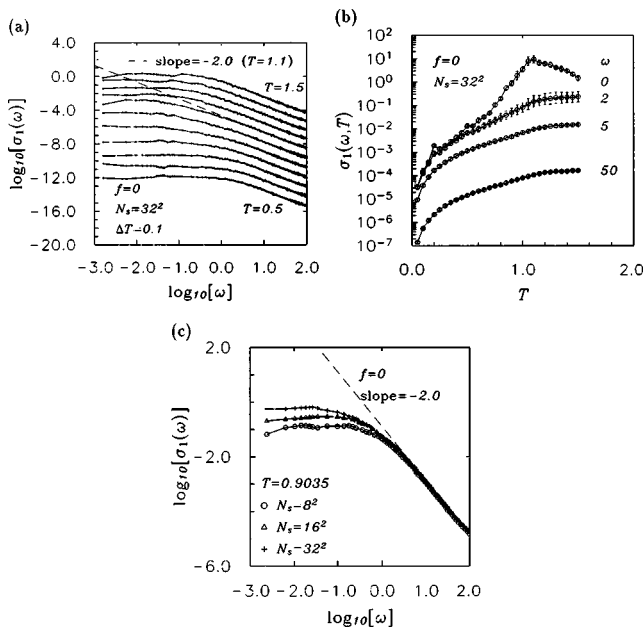 (a)
4.0
0.0
-4.0
-8.0
-12.0
-16.0
-20.0
log10[σ1(ω)]
slope=-2.0 (T=1.1)
T=1.5
f=0
Ns=32²
ΔT=0.1
T=0.5
-3.0 -2.0 -1.0 0.0 1.0 2.0
log10[ω]
(b)
10²
10¹
10⁰
10⁻¹
10⁻²
10⁻³
10⁻⁴
10⁻⁵
10⁻⁶
10⁻⁷
σ1(ω,T)
f=0
Ns=32²
ω
0
2
5
50
0.0 1.0 2.0
T
(c)
2.0
-2.0
-6.0
log10[σ1(ω)]
f=0
slope=-2.0
T=0.9035
Ns=8²
Ns=16²
Ns=32²
-3.0 -2.0 -1.0 0.0 1.0 2.0
log10[ω]